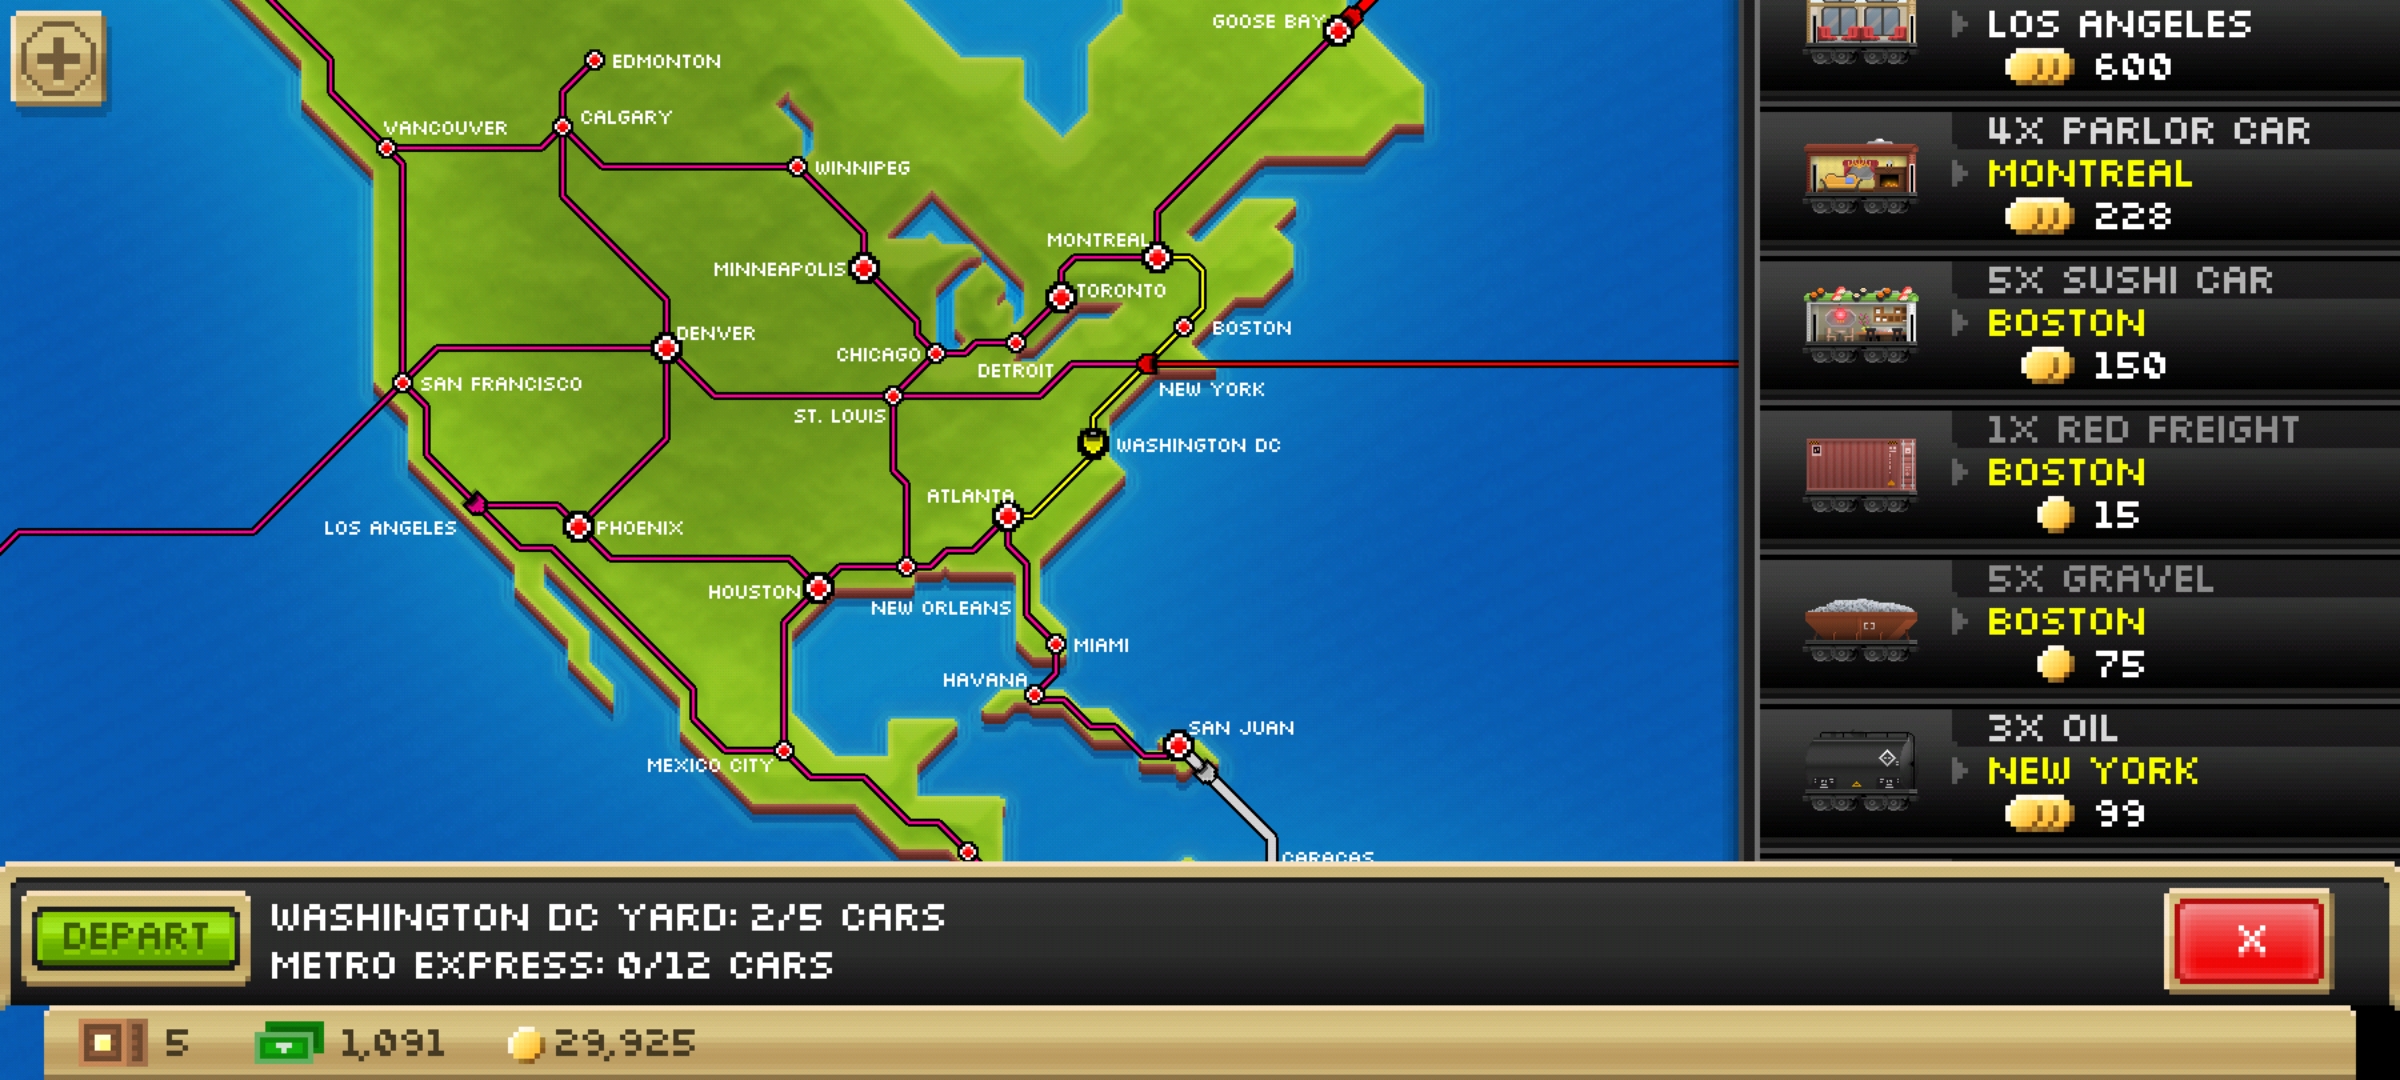 GOOSE BAY
EDMONTON
CALGARY
VANCOUVER
WINNIPEG
MONTREAL
MINNEAPOLIS
TORONTO
BOSTON
DENVER
CHICAGO
DETROIT
SAN FRANCISCO
NEW YORK
ST. LOUIS
WASHINGTON DC
ATLANTA
LOS ANGELES
PHOENIX
HOUSTON
NEW ORLEANS
MIAMI
HAVANA
SAN JUAN
MEXICO CITY
CARACAS
LOS ANGELES
600
4X PARLOR CAR
MONTREAL
228
5X SUSHI CAR
BOSTON
150
1X RED FREIGHT
BOSTON
15
5X GRAVEL
BOSTON
75
3X OIL
NEW YORK
99
DEPART
WASHINGTON DC YARD: 2/5 CARS
METRO EXPRESS: 0/12 CARS
X
5
1,091
29,925